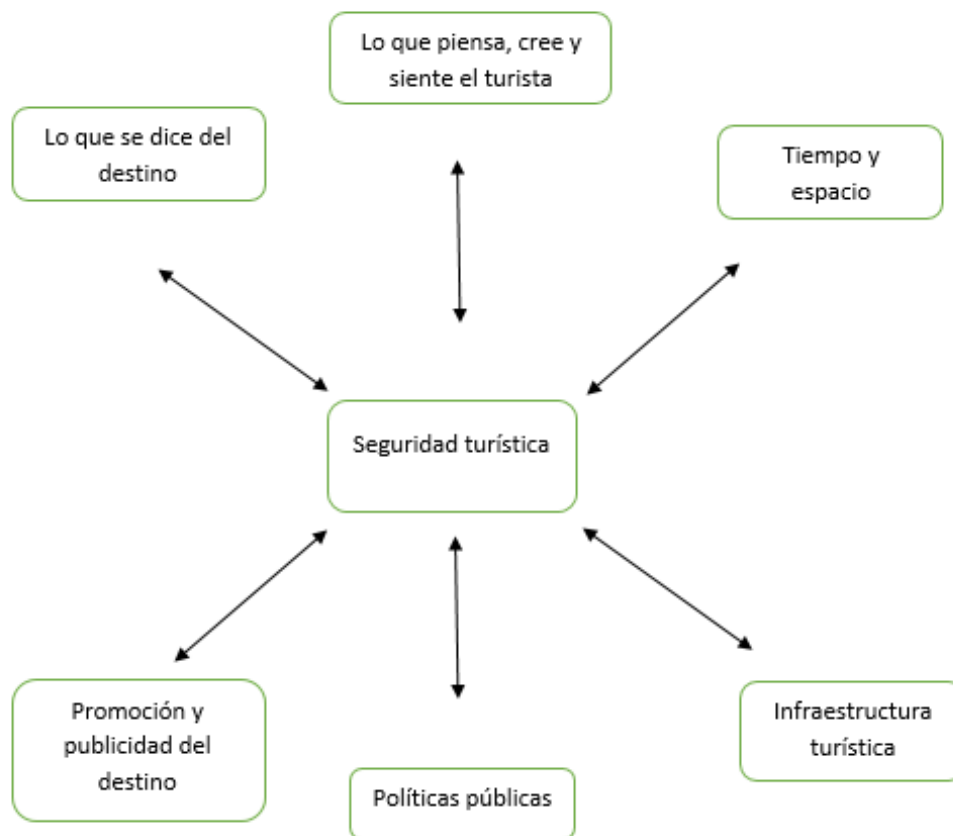 Lo que piensa, cree y
siente el turista
Lo que se dice del
destino
Tiempo y
espacio
Seguridad turística
Promoción y
publicidad del
destino
Políticas públicas
Infraestructura
turística